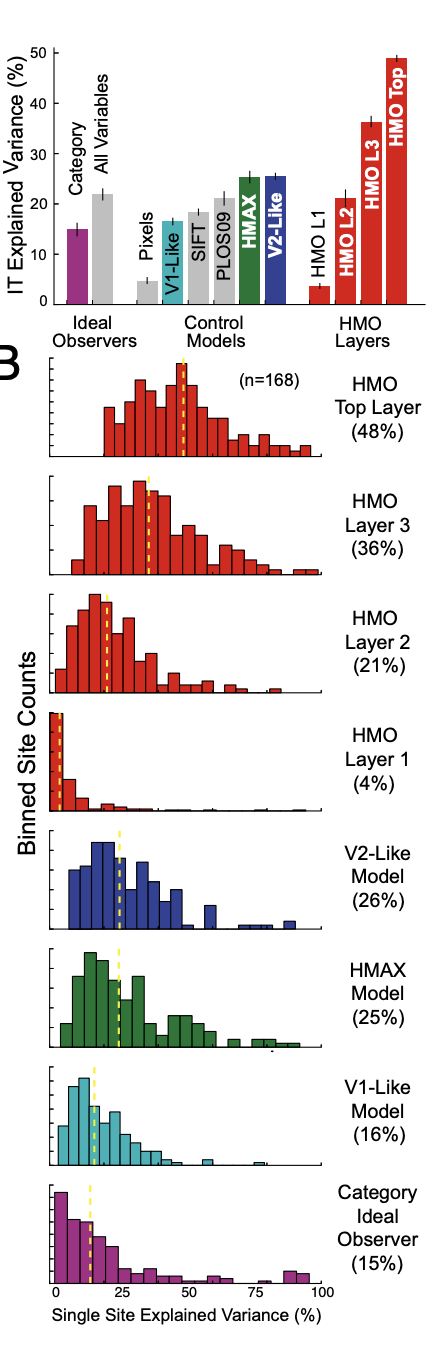 IT Explained Variance (%)
50
40
30
20
10
0
Category
All Variables
Pixels
V1-Like
SIFT
PLOS09
HMAX
V2-Like
HMO L1
HMO L2
HMO L3
HMO Top
Ideal
Observers
Control
Models
HMO
Layers
B
Binned Site Counts
(n=168)
HMO
Top Layer
(48%)
HMO
Layer 3
(36%)
HMO
Layer 2
(21%)
HMO
Layer 1
(4%)
V2-Like
Model
(26%)
HMAX
Model
(25%)
V1-Like
Model
(16%)
Category
Ideal
Observer
(15%)
0 25 50 75 100
Single Site Explained Variance (%)